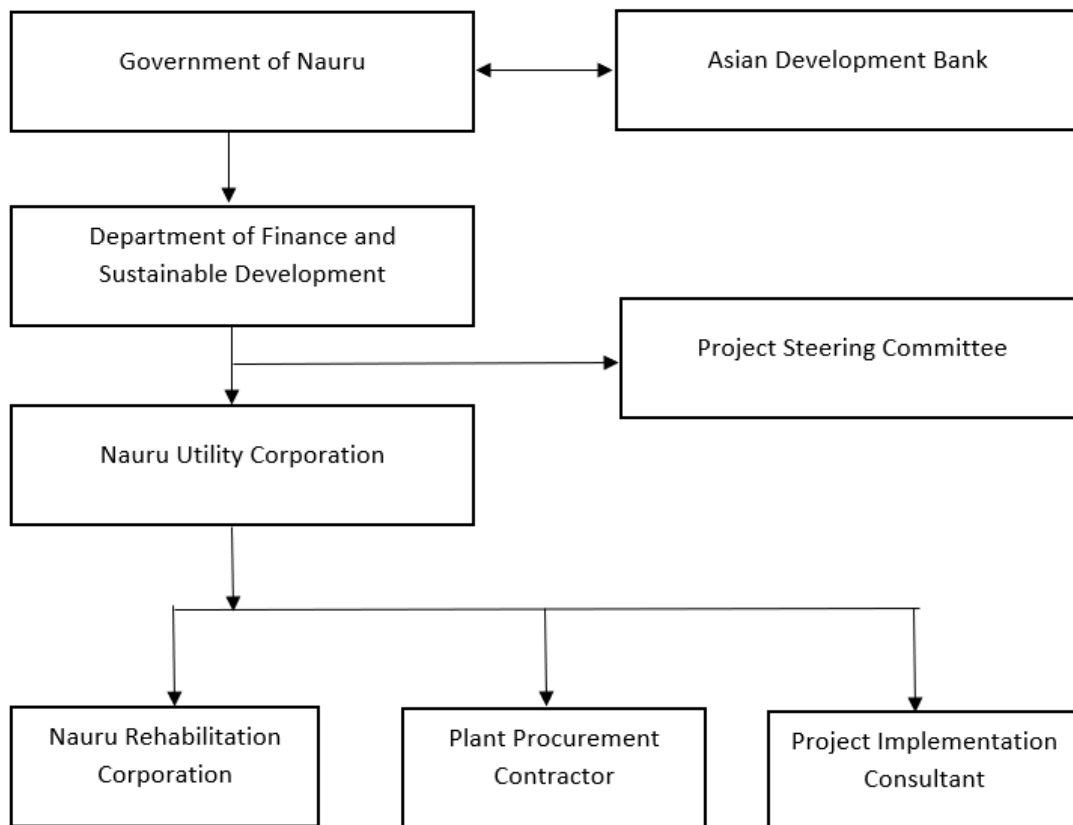 Government of Nauru
Asian Development Bank
Department of Finance and
Sustainable Development
Project Steering Committee
Nauru Utility Corporation
Nauru Rehabilitation
Corporation
Plant Procurement
Contractor
Project Implementation
Consultant